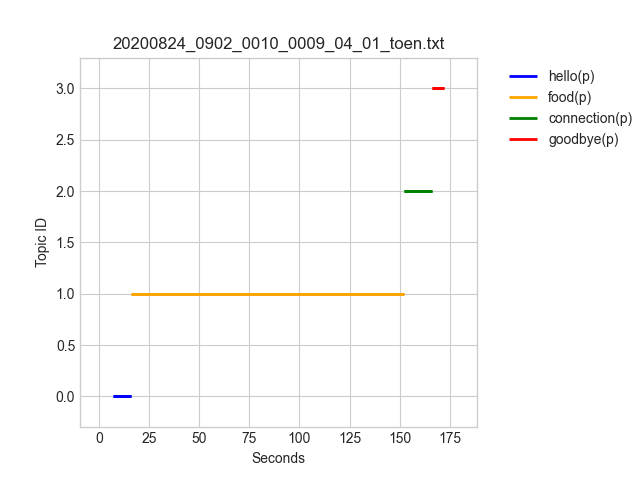 20200824_0902_0010_0009_04_01_toen.txt
3.0
2.5
2.0
1.5
1.0
0.5
0.0
Topic ID
0 25 50 75 100 125 150 175
Seconds
hello(p)
food(p)
connection(p)
goodbye(p)